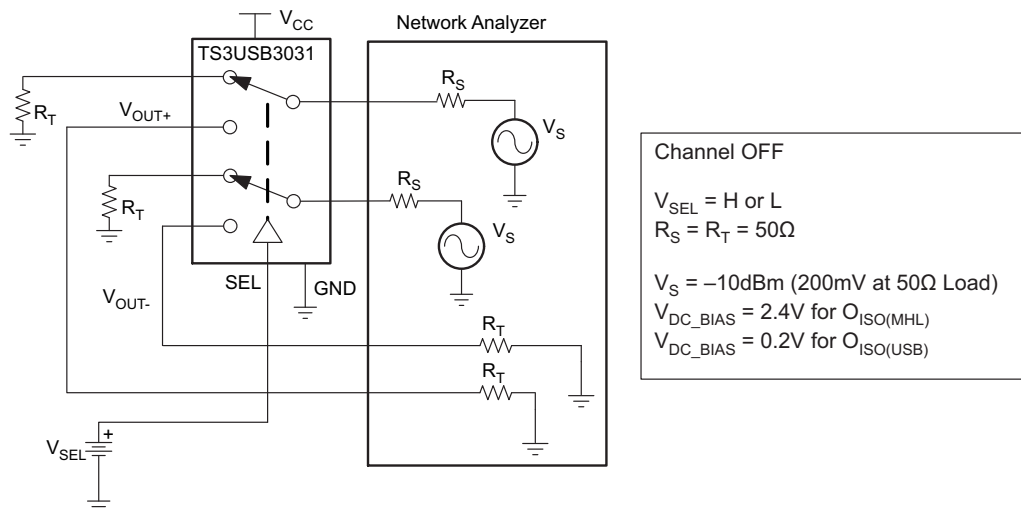 V_CC
Network Analyzer
TS3USB3031
R_S
V_S
R_T
V_OUT+
R_S
V_S
R_T
SEL
GND
V_OUT-
R_T
R_T
V_SEL
+
Channel OFF
V_SEL = H or L
R_S = R_T = 50Ω
V_S = –10dBm (200mV at 50Ω Load)
V_DC_BIAS = 2.4V for O_ISO(MHL)
V_DC_BIAS = 0.2V for O_ISO(USB)